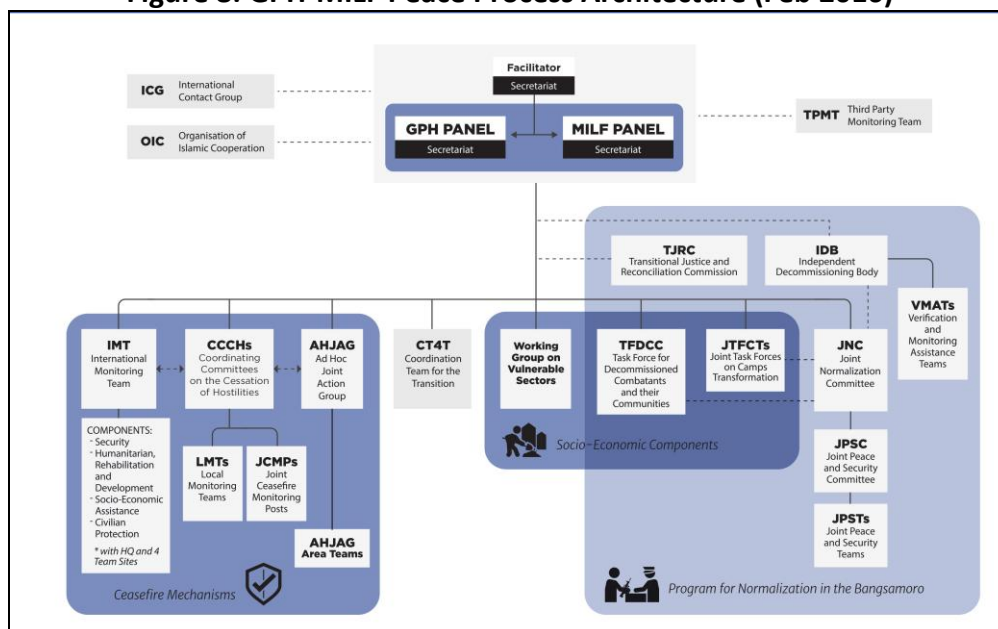 Facilitator
Secretariat
ICG
International
Contact Group
GPH PANEL
Secretariat
MILF PANEL
Secretariat
TPMT
Third Party
Monitoring Team
OIC
Organisation of
Islamic Cooperation
TJRC
Transitional Justice and
Reconciliation Commission
IDB
Independent
Decommissioning Body
VMATs
Verification
and
Monitoring
Assistance
Teams
IMT
International
Monitoring
Team
CCCHs
Coordinating
Committees
on the Cessation
of Hostilities
AHJAG
Ad Hoc
Joint
Action
Group
CT4T
Coordination
Team for the
Transition
Working
Group on
Vulnerable
Sectors
TFDCC
Task Force for
Decommissioned
Combatants
and their
Communities
JTFCTs
Joint Task Forces
on Camps
Transformation
JNC
Joint
Normalization
Committee
COMPONENTS:
- Security
- Humanitarian,
Rehabilitation
and
Development
- Socio-Economic
Assistance
- Civilian
Protection
* with HQ and 4
Team Sites
LMTs
Local
Monitoring
Teams
JCMPs
Joint
Ceasefire
Monitoring
Posts
AHJAG
Area Teams
Socio-Economic Components
JPSC
Joint Peace
and Security
Committee
JPSTs
Joint Peace
and Security
Teams
Ceasefire Mechanisms
Program for Normalization in the Bangsamoro